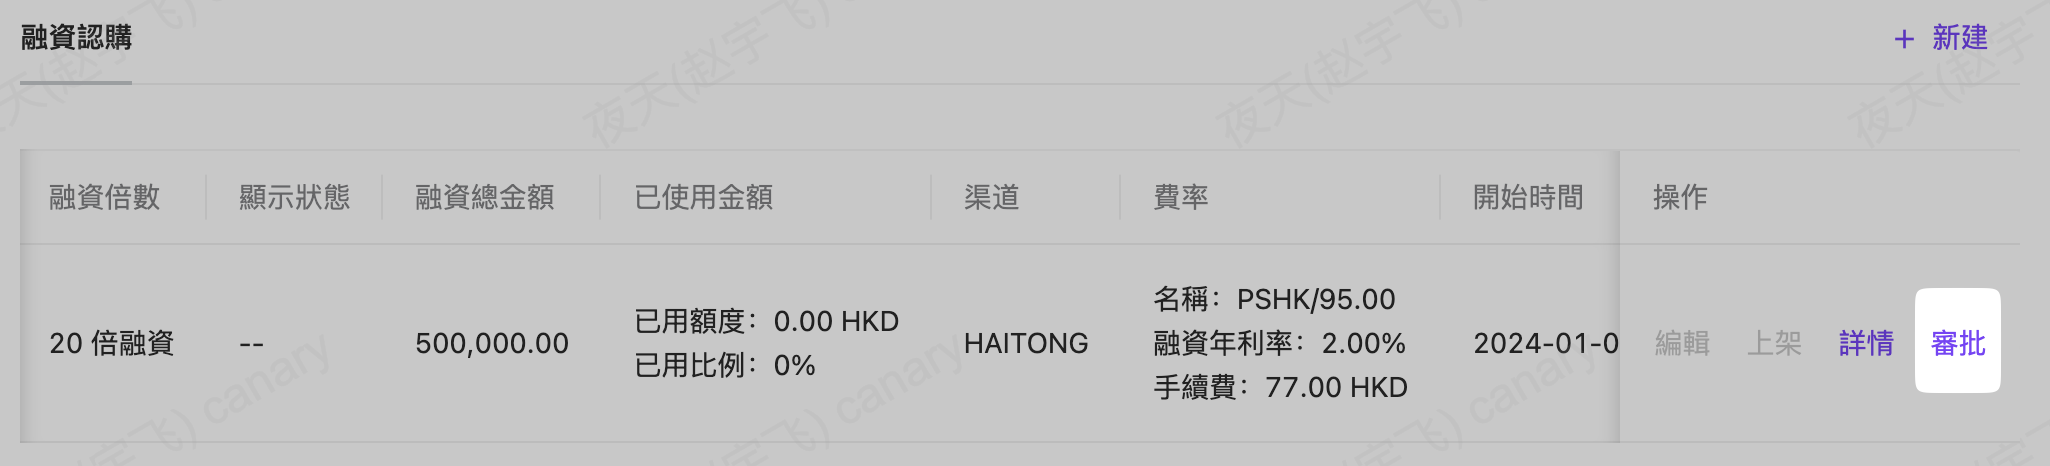 融資認購
+ 新建
融資倍數 顯示狀態 融資總金額 已使用金額 渠道 費率 開始時間 操作
20 倍融資 -- 500,000.00 已用額度：0.00 HKD
已用比例：0% HAITONG 名稱：PSHK/95.00
融資年利率：2.00%
手續費：77.00 HKD 2024-01-0 編輯 上架 詳情 審批
夜天(赵宇飞) canary